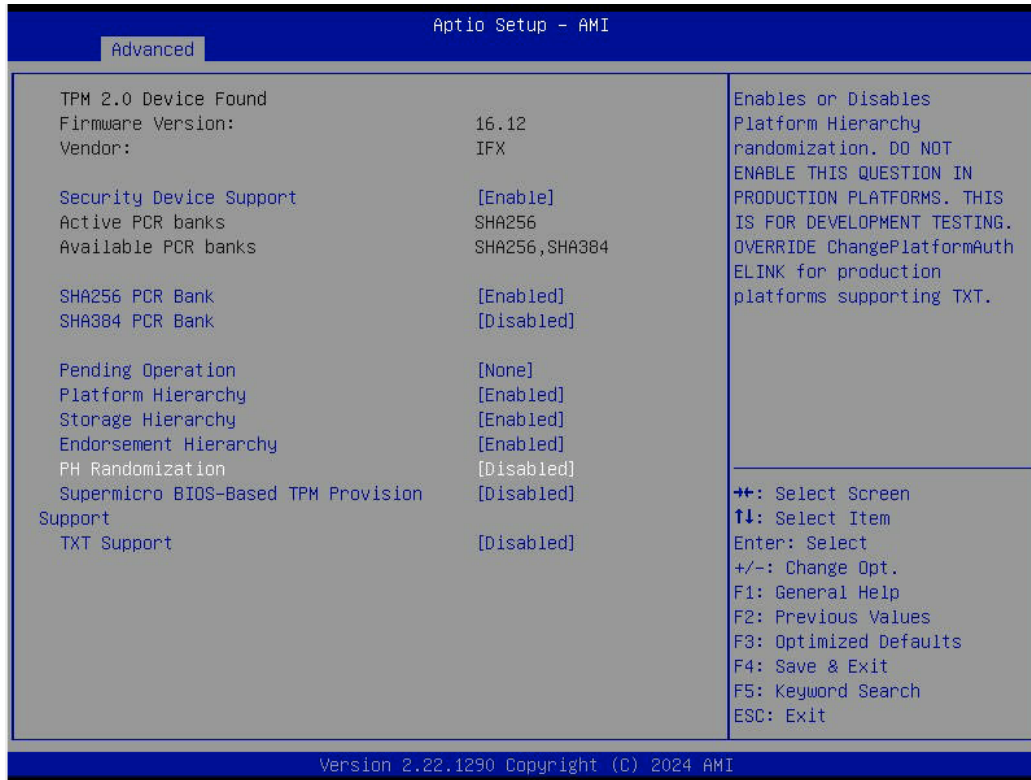 Aptio Setup – AMI
Advanced
TPM 2.0 Device Found
Firmware Version: 16.12
Vendor: IFX
Security Device Support [Enable]
Active PCR banks SHA256
Available PCR banks SHA256,SHA384
SHA256 PCR Bank [Enabled]
SHA384 PCR Bank [Disabled]
Pending Operation [None]
Platform Hierarchy [Enabled]
Storage Hierarchy [Enabled]
Endorsement Hierarchy [Enabled]
PH Randomization [Disabled]
Supermicro BIOS-Based TPM Provision [Disabled]
Support
TXT Support [Disabled]
Enables or Disables
Platform Hierarchy
randomization. DO NOT
ENABLE THIS QUESTION IN
PRODUCTION PLATFORMS. THIS
IS FOR DEVELOPMENT TESTING.
OVERRIDE ChangePlatformAuth
ELINK for production
platforms supporting TXT.
→←: Select Screen
↑↓: Select Item
Enter: Select
+/-: Change Opt.
F1: General Help
F2: Previous Values
F3: Optimized Defaults
F4: Save & Exit
F5: Keyword Search
ESC: Exit
Version 2.22.1290 Copyright (C) 2024 AMI